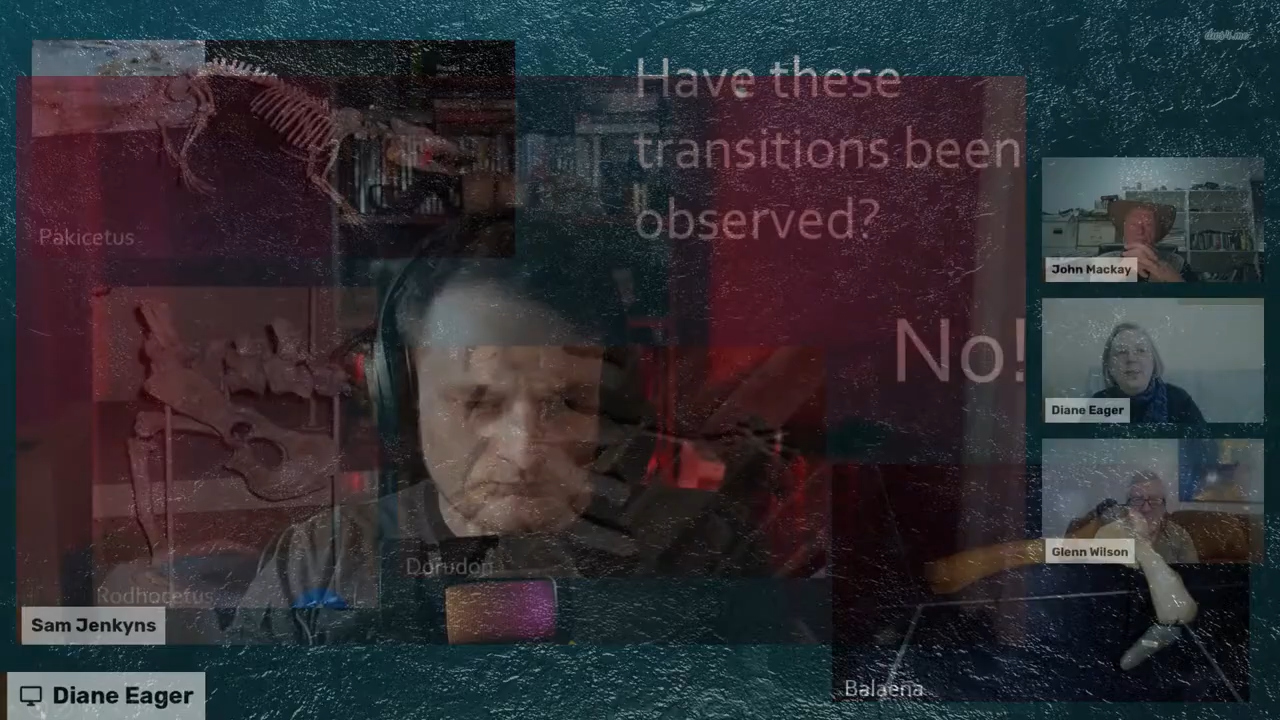 Have these
transitions been
observed?
No!
Pakicetus
Rodhocetus
Dorudon
Balaena
John Mackay
Diane Eager
Glenn Wilson
Sam Jenkyns
Diane Eager